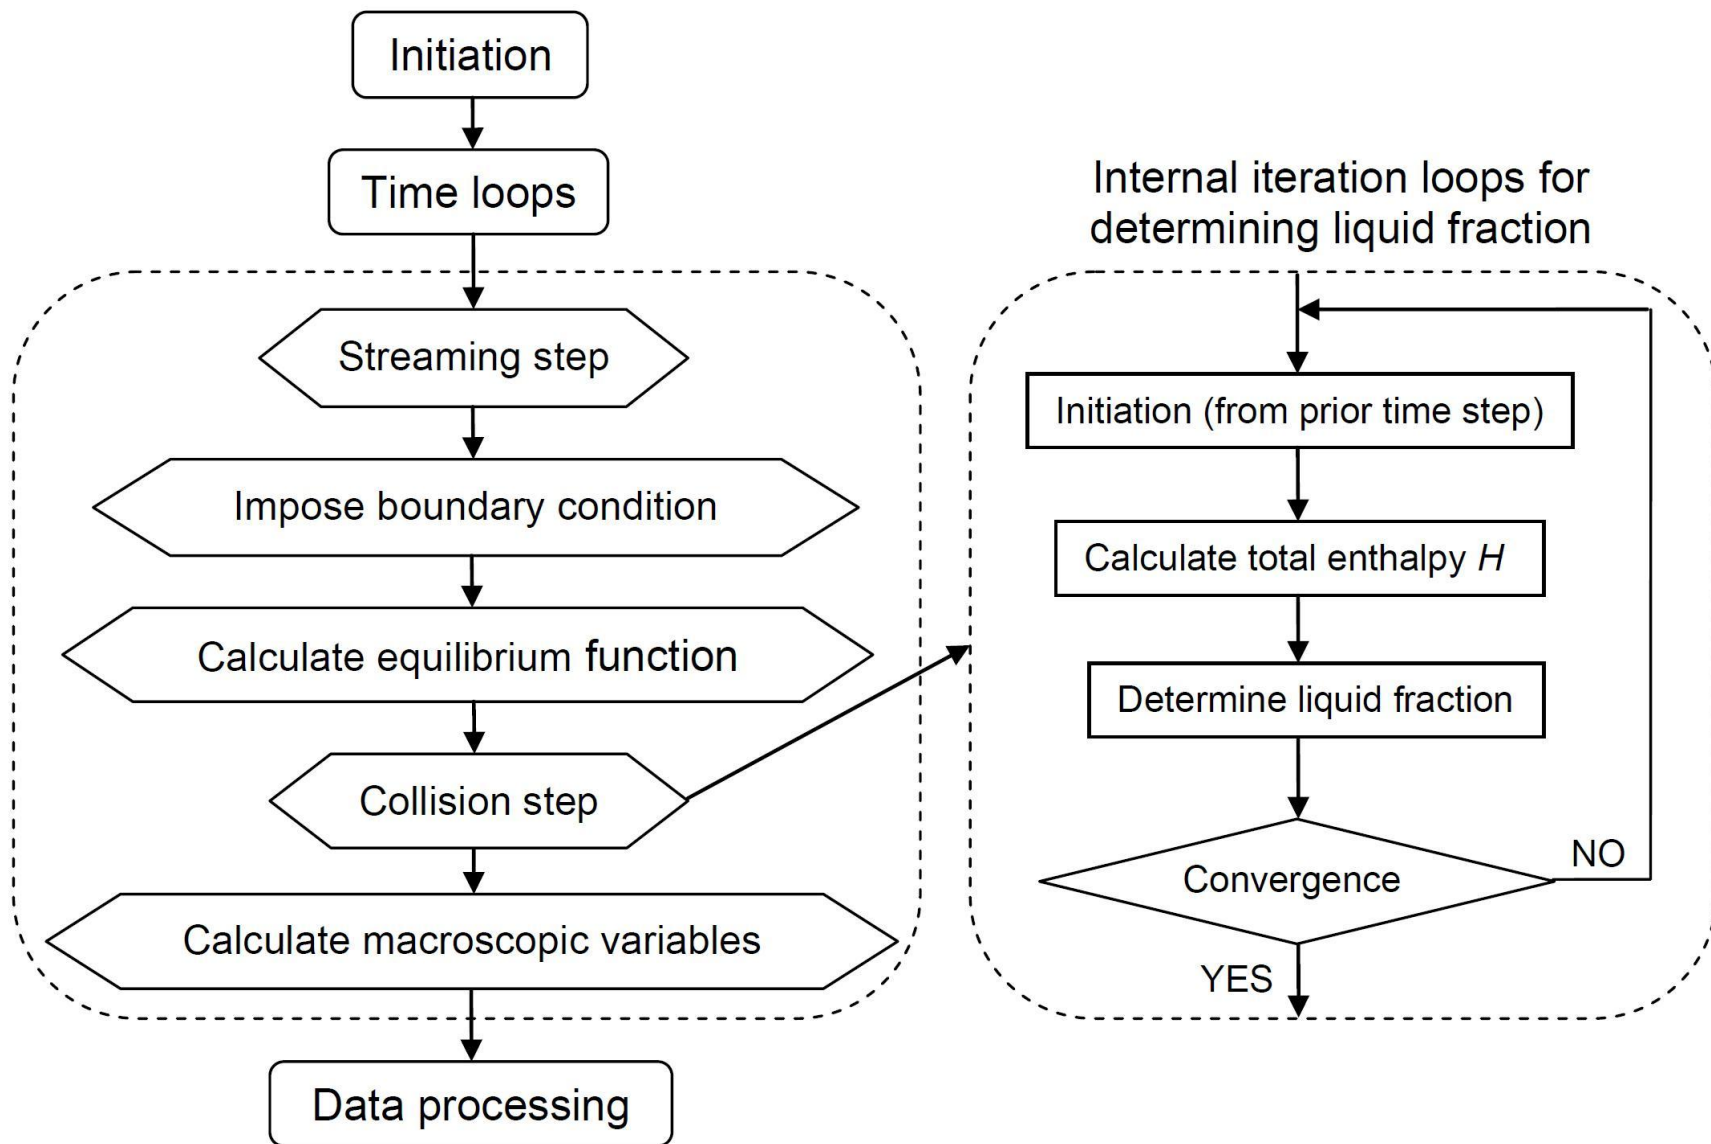 Initiation
Time loops
Streaming step
Impose boundary condition
Calculate equilibrium function
Collision step
Calculate macroscopic variables
Data processing
Internal iteration loops for
determining liquid fraction
Initiation (from prior time step)
Calculate total enthalpy H
Determine liquid fraction
Convergence
NO
YES